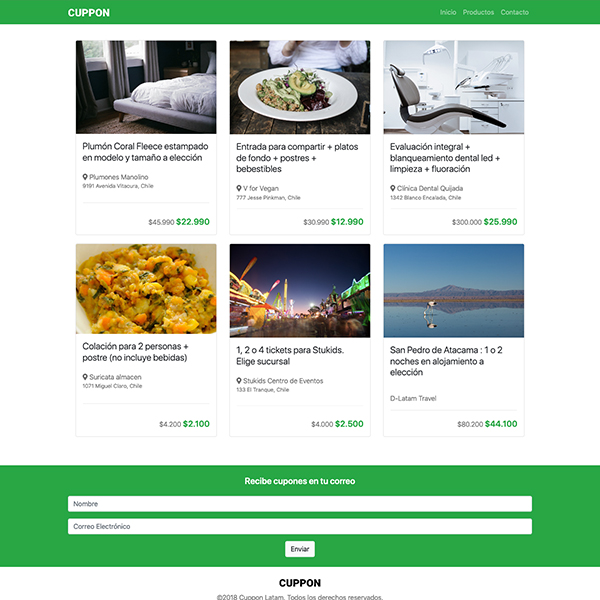 CUPPON
Inicio Productos Contacto
Plumón Coral Fleece estampado
en modelo y tamaño a elección
Plumones Manolino
9191 Avenida Vitacura, Chile
$45.990 $22.990
Entrada para compartir + platos
de fondo + postres +
bebestibles
V for Vegan
777 Jesse Pinkman, Chile
$30.990 $12.990
Evaluación integral +
blanqueamiento dental led +
limpieza + fluoración
Clínica Dental Quijada
1342 Blanco Encalada, Chile
$300.000 $25.990
Colación para 2 personas +
postre (no incluye bebidas)
Suricata almacen
1071 Miguel Claro, Chile
$4.200 $2.100
1, 2 o 4 tickets para Stukids.
Elige sucursal
Stukids Centro de Eventos
133 El Tranque, Chile
$4.000 $2.500
San Pedro de Atacama : 1 o 2
noches en alojamiento a
elección
D-Latam Travel
$80.200 $44.100
Recibe cupones en tu correo
Nombre
Correo Electrónico
Enviar
CUPPON
©2018 Cuppon Latam. Todos los derechos reservados.